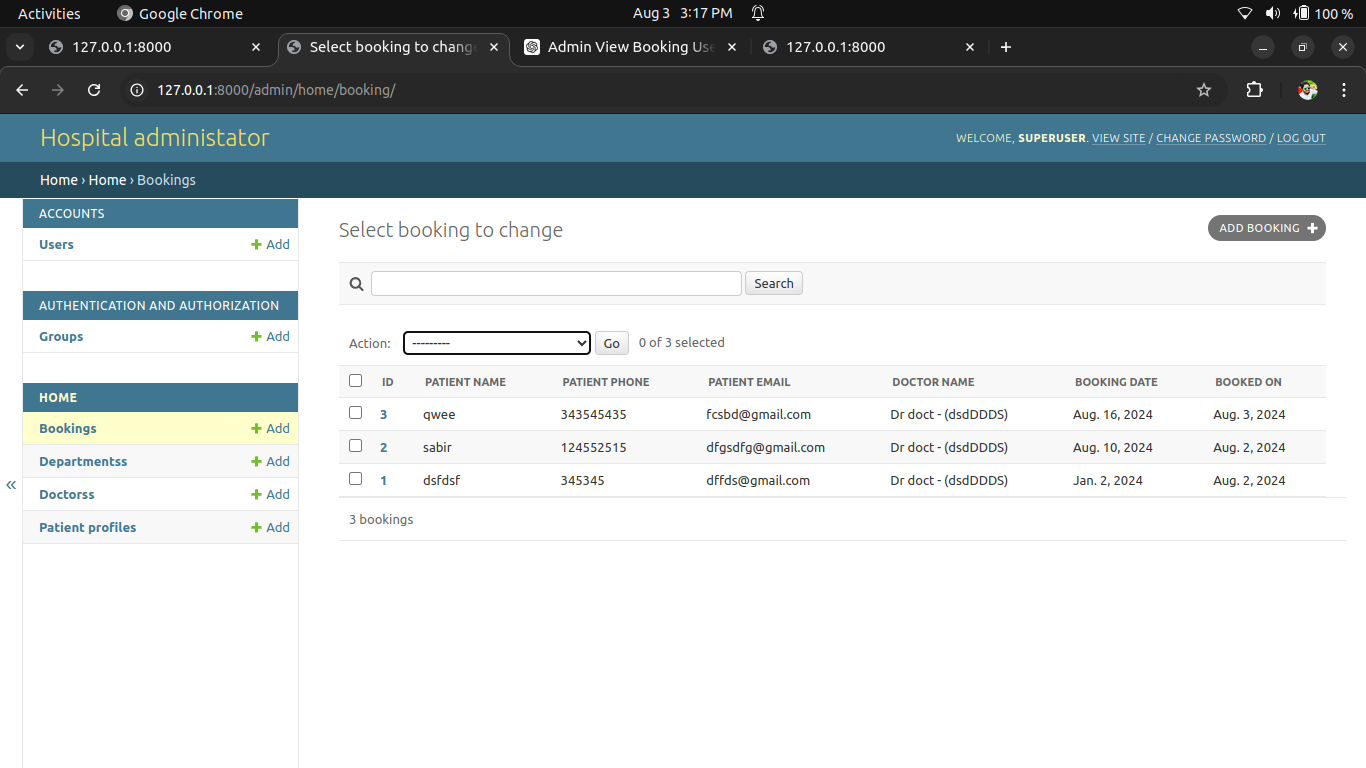 Activities Google Chrome Aug 3 3:17 PM 100 %
127.0.0.1:8000 Select booking to chang Admin View Booking Use 127.0.0.1:8000
127.0.0.1:8000/admin/home/booking/
Hospital administator WELCOME, SUPERUSER. VIEW SITE / CHANGE PASSWORD / LOG OUT
Home › Home › Bookings
ACCOUNTS
Users Add
AUTHENTICATION AND AUTHORIZATION
Groups Add
HOME
Bookings Add
Departmentss Add
Doctorss Add
Patient profiles Add
«
Select booking to change ADD BOOKING
Search
Action: --------- Go 0 of 3 selected
ID PATIENT NAME PATIENT PHONE PATIENT EMAIL DOCTOR NAME BOOKING DATE BOOKED ON
3 qwee 343545435 fcsbd@gmail.com Dr doct - (dsdDDDS) Aug. 16, 2024 Aug. 3, 2024
2 sabir 124552515 dfgsdfg@gmail.com Dr doct - (dsdDDDS) Aug. 10, 2024 Aug. 2, 2024
1 dsfdsf 345345 dffds@gmail.com Dr doct - (dsdDDDS) Jan. 2, 2024 Aug. 2, 2024
3 bookings